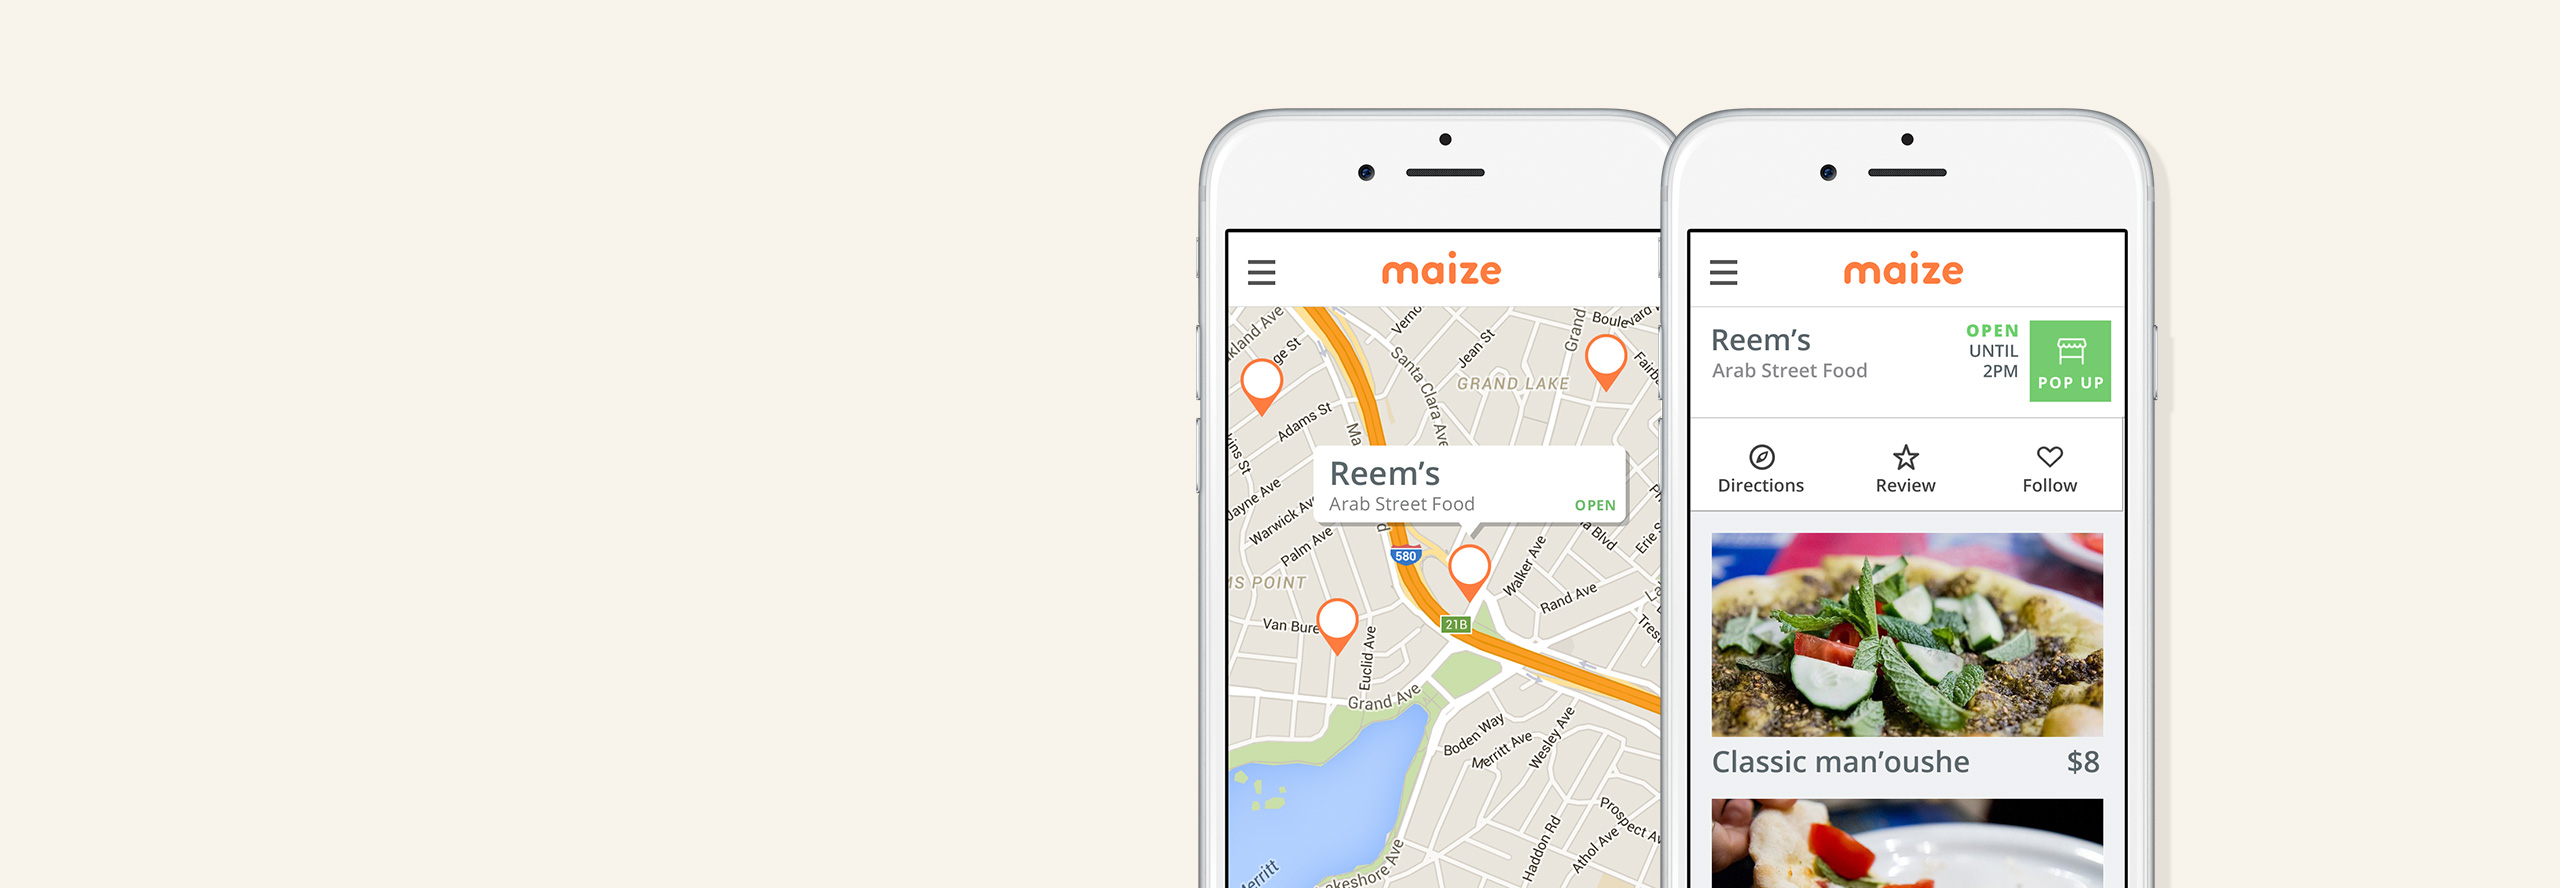 maize
kland Ave
ge St
Verno
Santa Clara Ave
Jean St
Grand
Boulevard
Fairb
GRAND LAKE
Adams St
kins St
Ma
Jayne Ave
Warwick Av
Palm Ave
Reem's
Arab Street Food
OPEN
d
580
a Blvd
Erie
MS POINT
Walker Ave
Rand Ave
21B
Van Bure
Euclid Ave
Trest
Grand Ave
Boden Way
Merritt Ave
Wesley Ave
Prospect Av
Athol Ave
Haddon Rd
erritt
akeshore Ave
maize
Reem's
Arab Street Food
OPEN
UNTIL
2PM
POP UP
Directions
Review
Follow
Classic man'oushe
$8